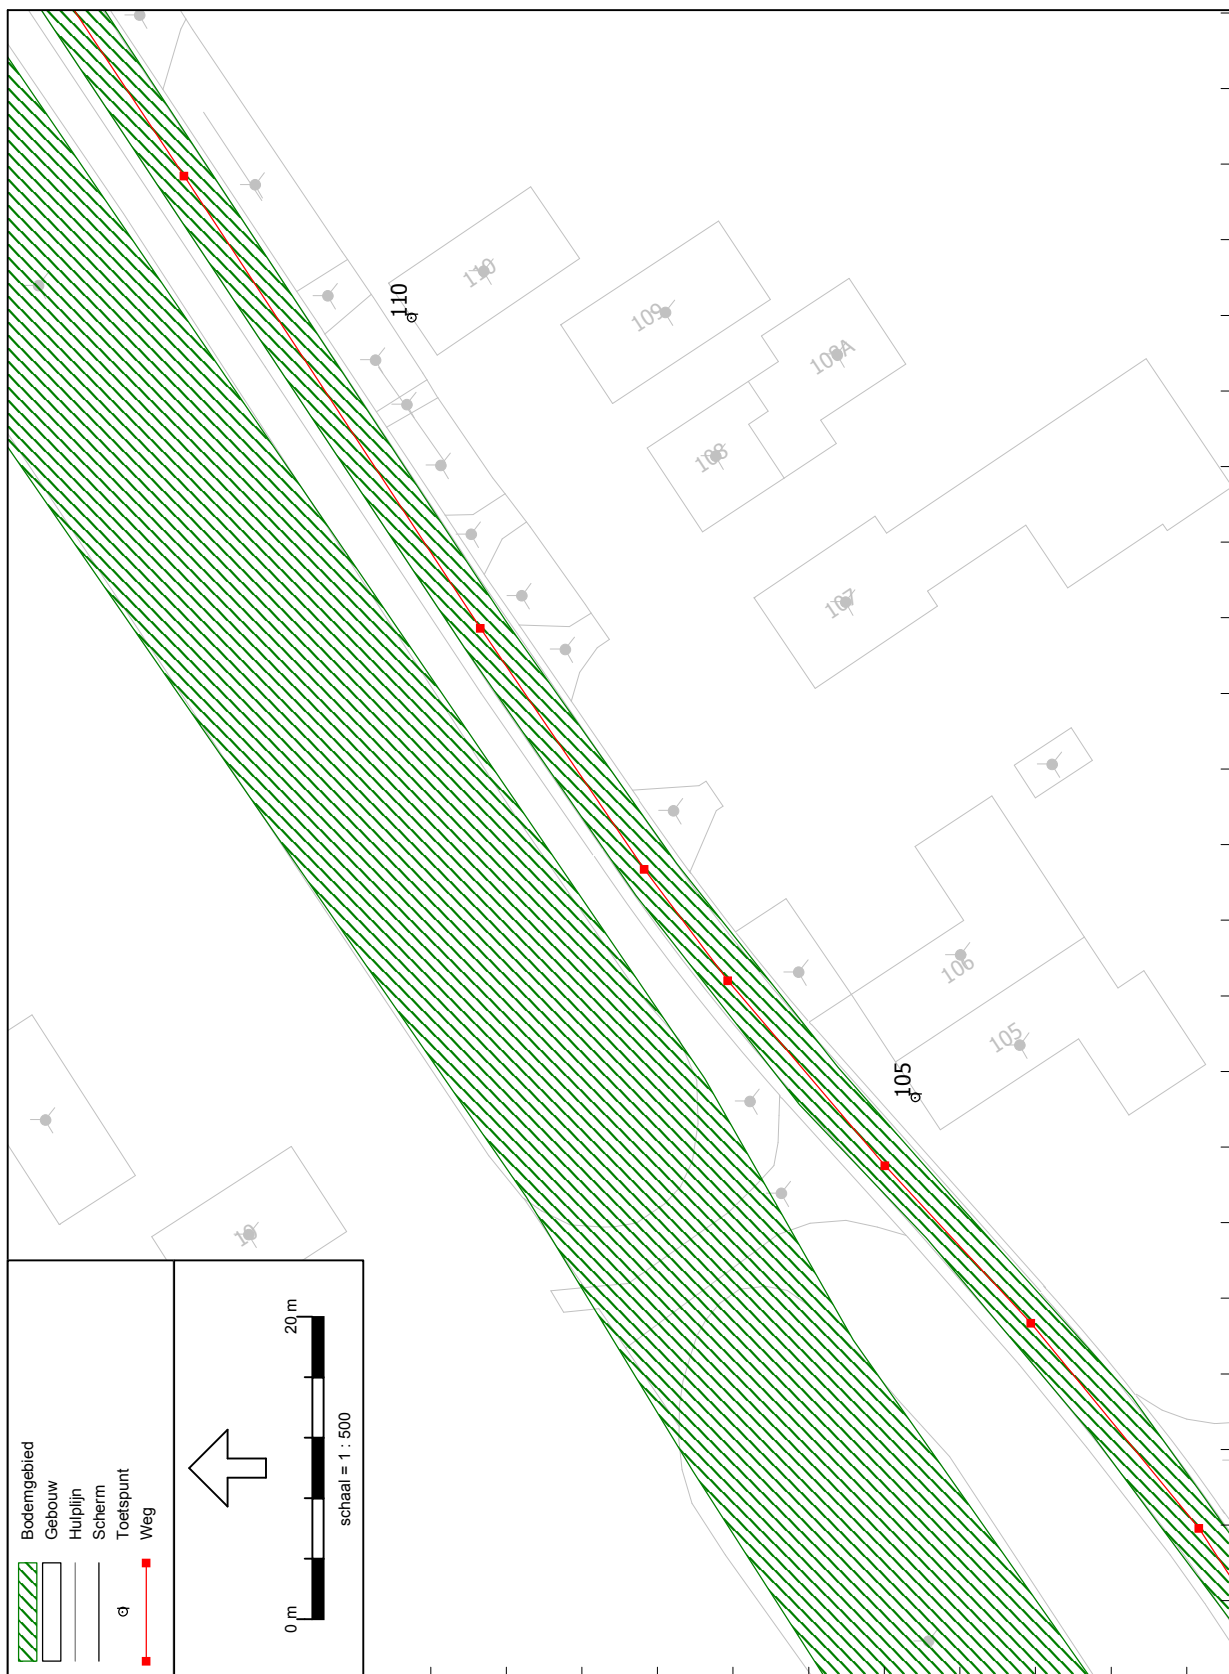 Bodemgebied
Gebouw
Hulplijn
Scherm
Toetspunt
Weg
0 m
20 m
schaal = 1 : 500
110
110
109
108A
108
107
106
105
105
10